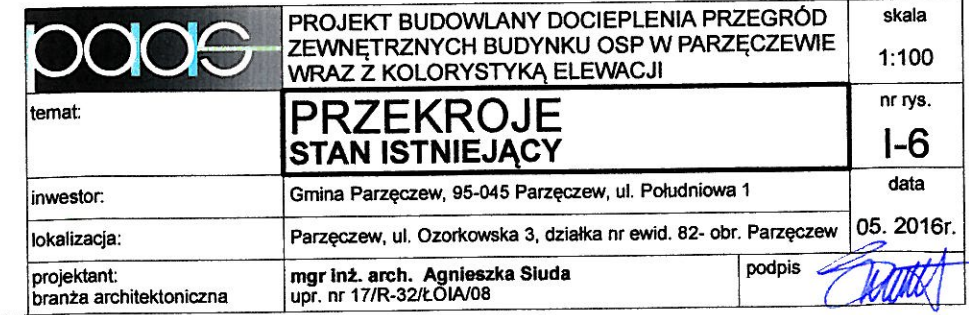 paas
PROJEKT BUDOWLANY DOCIEPLENIA PRZEGRÓD
ZEWNĘTRZNYCH BUDYNKU OSP W PARZĘCZEWIE
WRAZ Z KOLORYSTYKĄ ELEWACJI
skala
1:100
temat:
PRZEKROJE
STAN ISTNIEJĄCY
nr rys.
I-6
inwestor:
Gmina Parzęczew, 95-045 Parzęczew, ul. Południowa 1
data
lokalizacja:
Parzęczew, ul. Ozorkowska 3, działka nr ewid. 82- obr. Parzęczew
05. 2016r.
projektant:
branża architektoniczna
mgr inż. arch. Agnieszka Siuda
upr. nr 17/R-32/ŁOIA/08
podpis